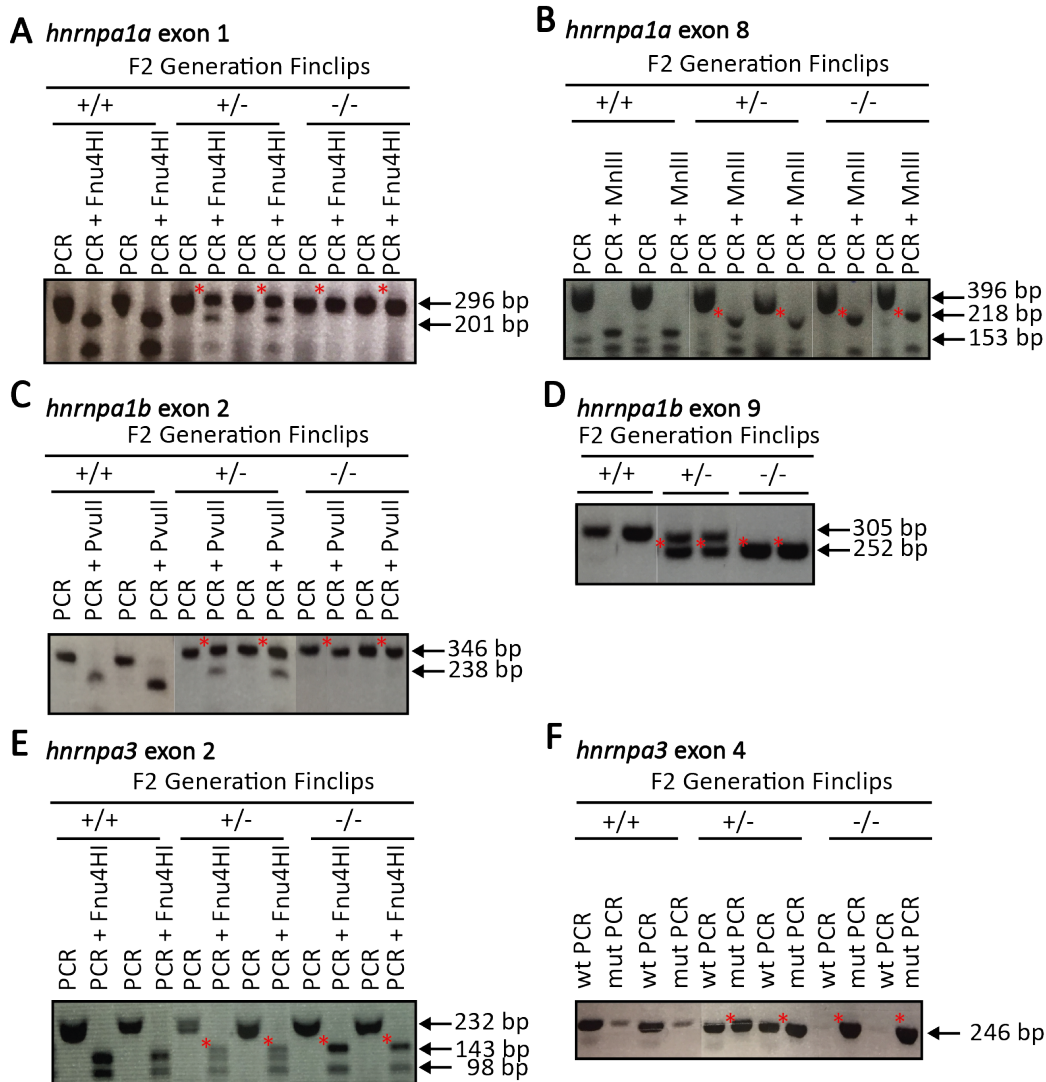 A hnrnpa1a exon 1
F2 Generation Finclips
+/+ +/- -/-
PCR PCR + Fnu4HI PCR PCR + Fnu4HI PCR PCR + Fnu4HI PCR PCR + Fnu4HI PCR PCR + Fnu4HI PCR PCR + Fnu4HI
* * * *
296 bp
201 bp
B hnrnpa1a exon 8
F2 Generation Finclips
+/+ +/- -/-
PCR PCR + MnlII PCR PCR + MnlII PCR PCR + MnlII PCR PCR + MnlII PCR PCR + MnlII PCR PCR + MnlII
* * * *
396 bp
218 bp
153 bp
C hnrnpa1b exon 2
F2 Generation Finclips
+/+ +/- -/-
PCR PCR + PvuII PCR PCR + PvuII PCR PCR + PvuII PCR PCR + PvuII PCR PCR + PvuII PCR PCR + PvuII
* * * *
346 bp
238 bp
D hnrnpa1b exon 9
F2 Generation Finclips
+/+ +/- -/-
* * * *
305 bp
252 bp
E hnrnpa3 exon 2
F2 Generation Finclips
+/+ +/- -/-
PCR PCR + Fnu4HI PCR PCR + Fnu4HI PCR PCR + Fnu4HI PCR PCR + Fnu4HI PCR PCR + Fnu4HI PCR PCR + Fnu4HI
* * * *
232 bp
143 bp
98 bp
F hnrnpa3 exon 4
F2 Generation Finclips
+/+ +/- -/-
wt PCR mut PCR wt PCR mut PCR wt PCR mut PCR wt PCR mut PCR wt PCR mut PCR wt PCR mut PCR
* * * *
246 bp